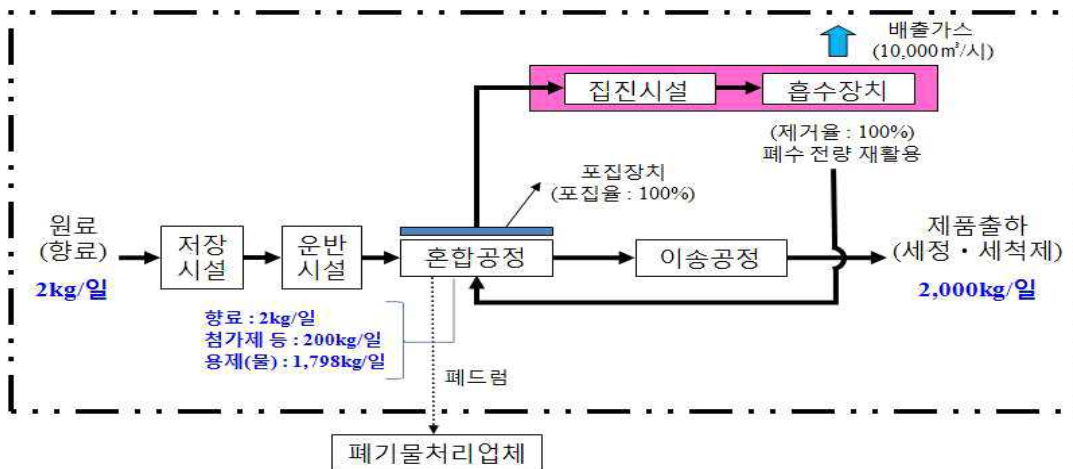 배출가스
(10,000㎥/시)
집진시설
흡수장치
(제거율 : 100%)
폐수 전량 재활용
포집장치
(포집율 : 100%)
원료
(향료)
2kg/일
저장
시설
운반
시설
혼합공정
이송공정
제품출하
(세정・세척제)
2,000kg/일
향료 : 2kg/일
첨가제 등 : 200kg/일
용제(물) : 1,798kg/일
폐드럼
폐기물처리업체